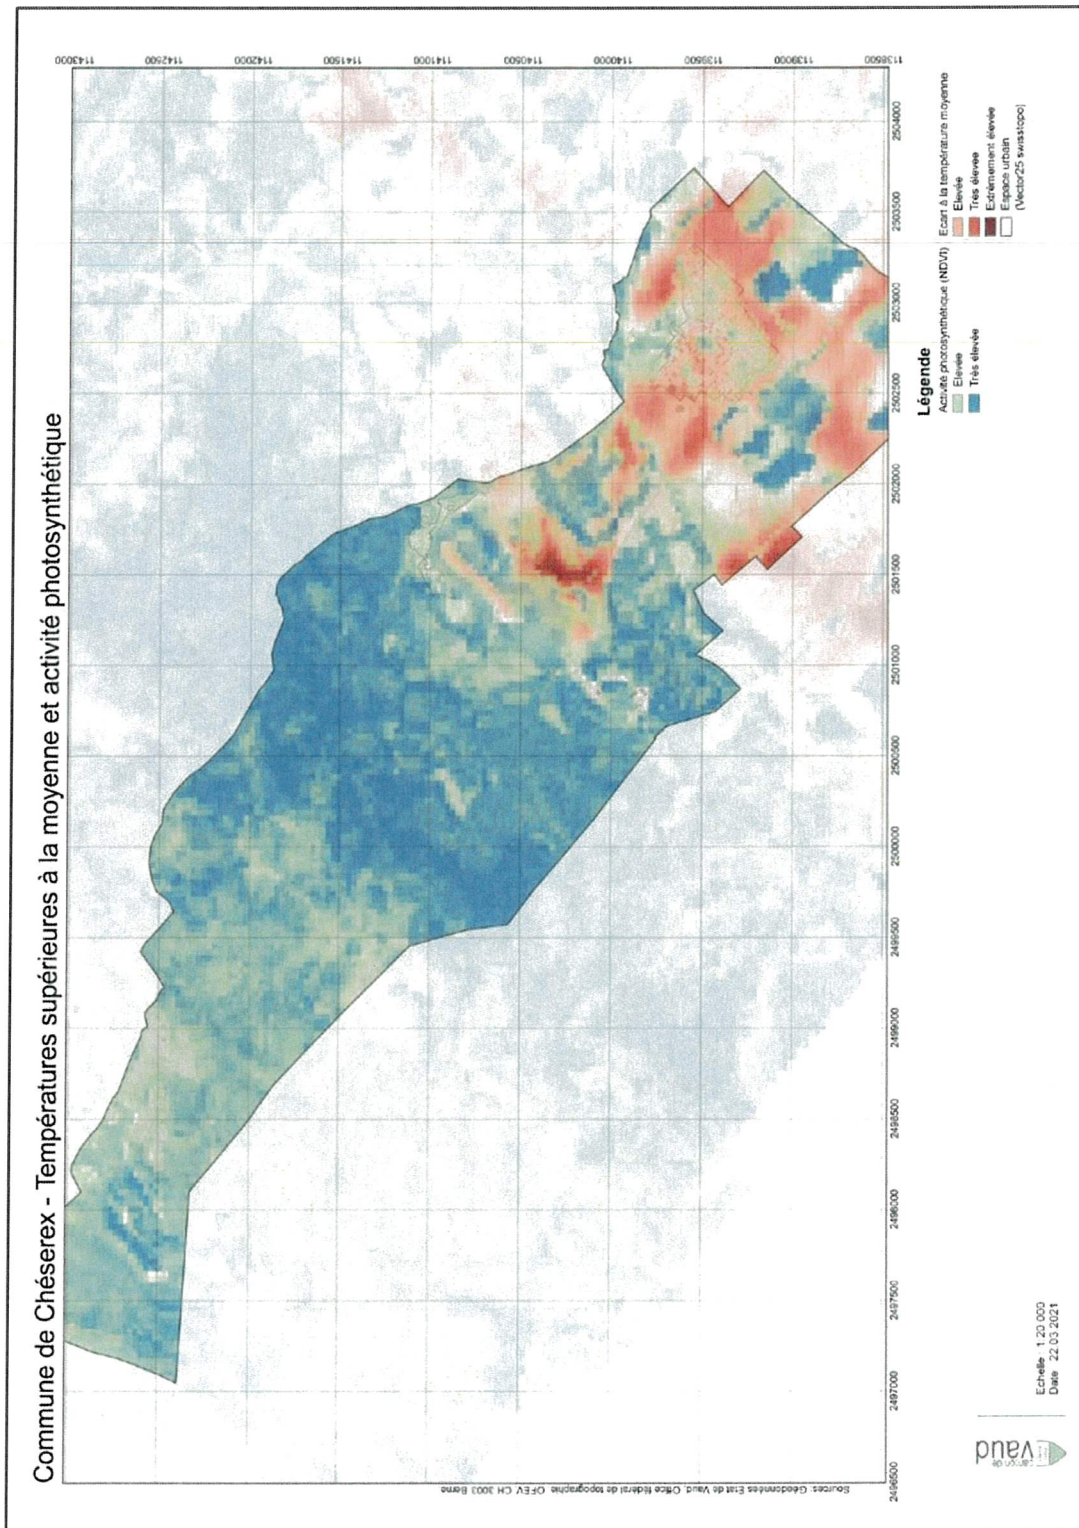 Commune de Chéserex - Températures supérieures à la moyenne et activité photosynthétique
1143000
1142500
1142000
1141500
1141000
1140500
1140000
1139500
1139000
1138500
2496500
2497000
2497500
2498000
2498500
2499000
2499500
2500000
2500500
2501000
2501500
2502000
2502500
2503000
2503500
2504000
Légende
Activité photosynthétique (NDVI)
Elevée
Très élevée
Ecart à la température moyenne
Elevée
Très élevée
Extrêmement élevée
Espace urbain
(Vector25 swisstopo)
Sources: Géodonnées Etat de Vaud, Office fédéral de topographie OFEV, CH 3003 Berne
canton de
vaud
Echelle : 1:20 000
Date : 22.03.2021